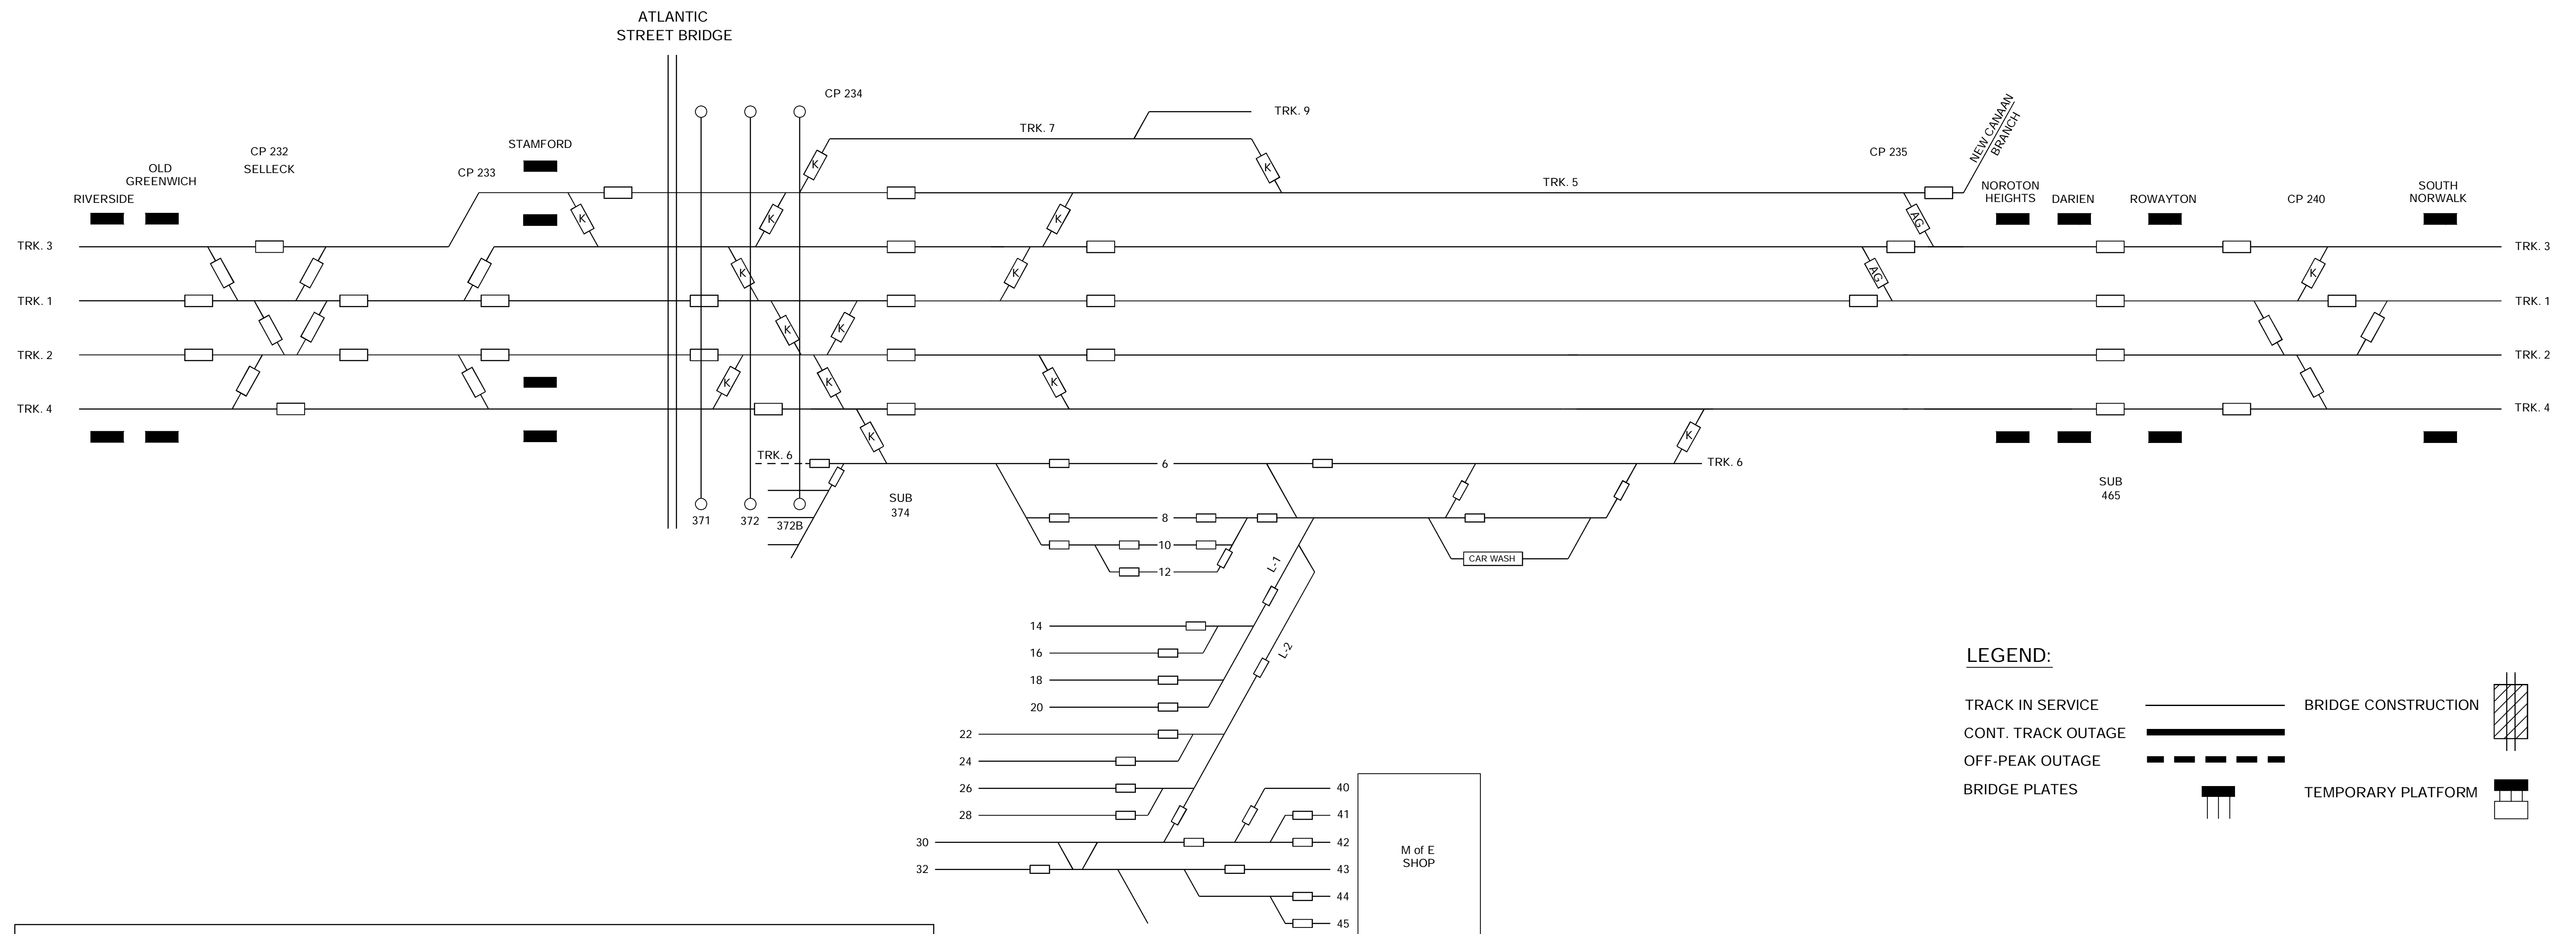 ATLANTIC
STREET BRIDGE
CP 234
TRK. 9
TRK. 7
NEW CANAAN
BRANCH
CP 232
SELLECK
STAMFORD
CP 235
OLD
GREENWICH
CP 233
K
K
TRK. 5
NOROTON
HEIGHTS
DARIEN
ROWAYTON
CP 240
SOUTH
NORWALK
RIVERSIDE
K
K
K
AG
TRK. 3
TRK. 3
K
K
AG
K
TRK. 1
TRK. 1
K
K
TRK. 2
TRK. 2
K
K
K
TRK. 4
TRK. 4
K
K
TRK. 6
6
TRK. 6
SUB
374
SUB
465
371
372
372B
8
10
12
CAR WASH
L-1
14
16
L-2
18
20
22
24
26
28
30
32
40
41
42
43
44
45
M of E
SHOP
LEGEND:
TRACK IN SERVICE
BRIDGE CONSTRUCTION
CONT. TRACK OUTAGE
OFF-PEAK OUTAGE
BRIDGE PLATES
TEMPORARY PLATFORM